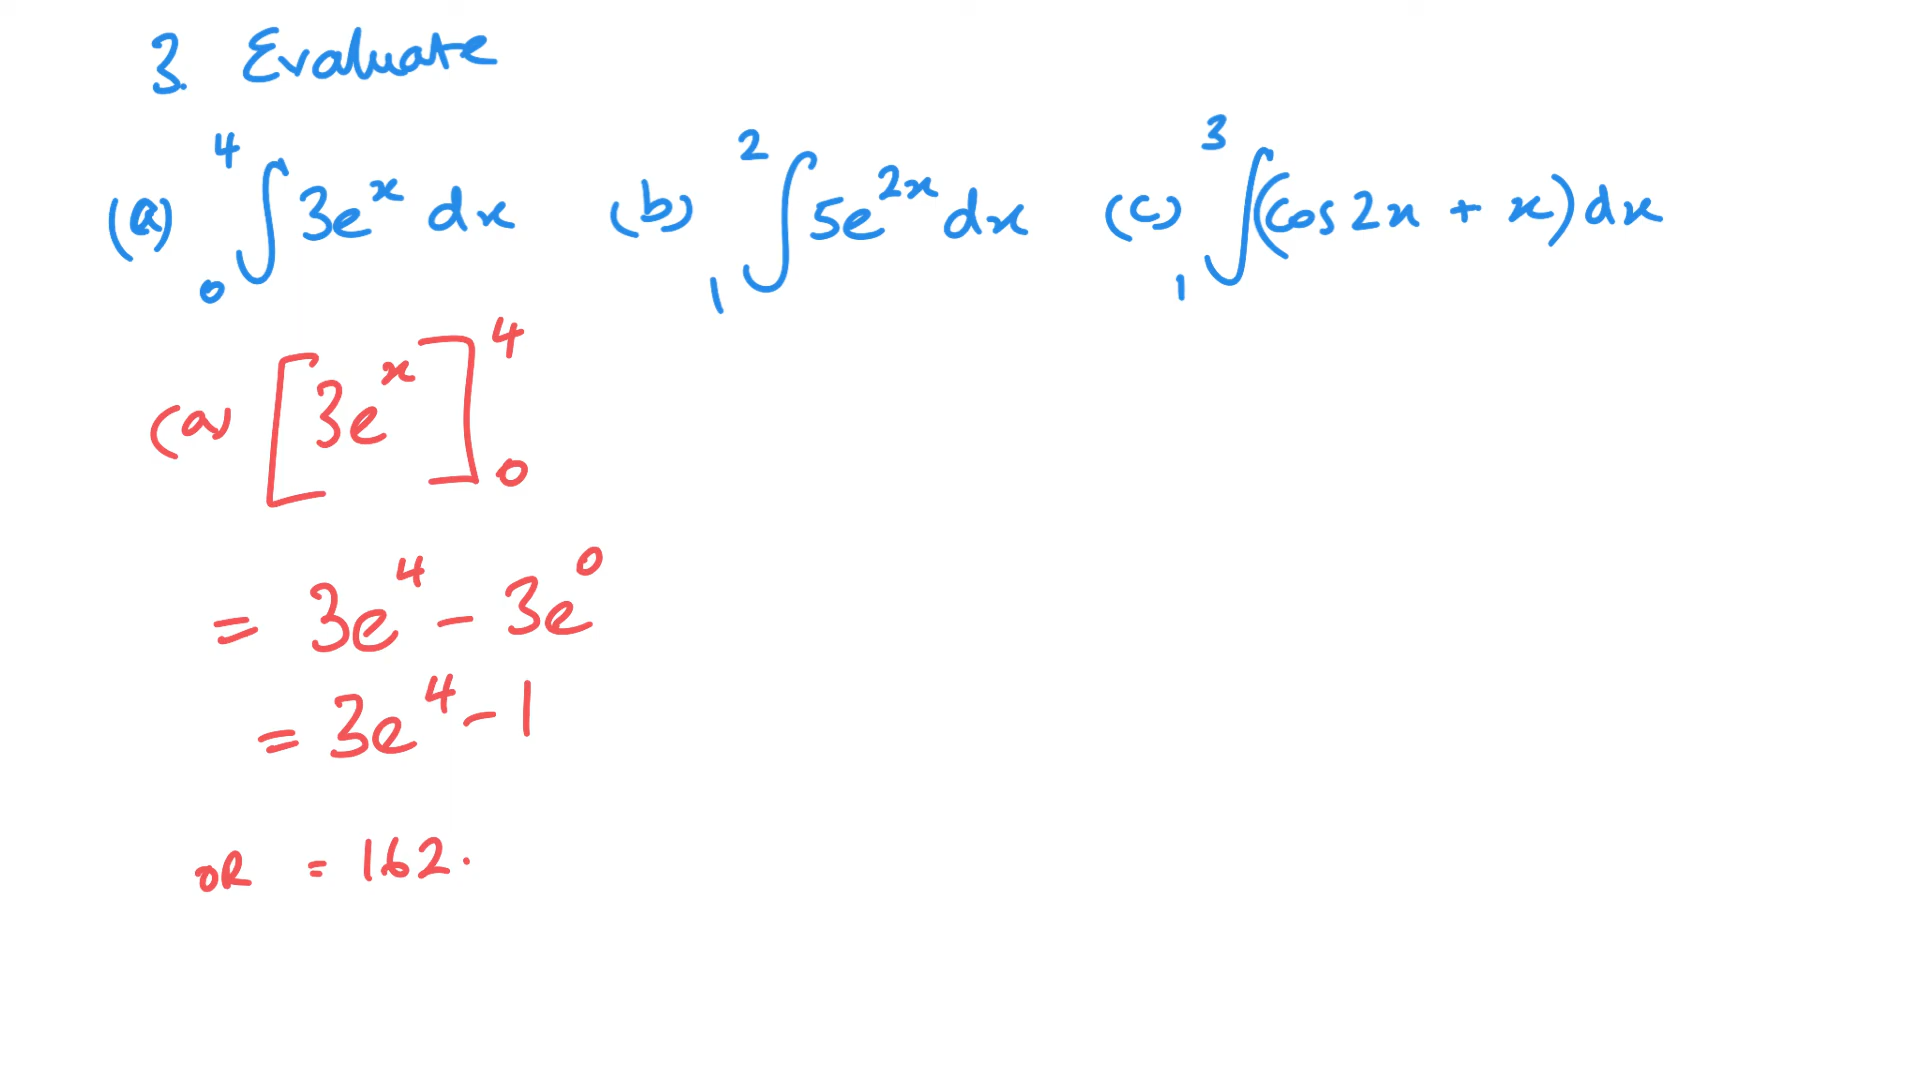 3. Evaluate
(a) ∫₀⁴ 3eˣ dx (b) ∫₁² 5e²ˣ dx (c) ∫₁³ (cos 2x + x) dx
(a) [3eˣ]₀⁴
= 3e⁴ - 3e⁰
= 3e⁴ - 1
OR = 162.